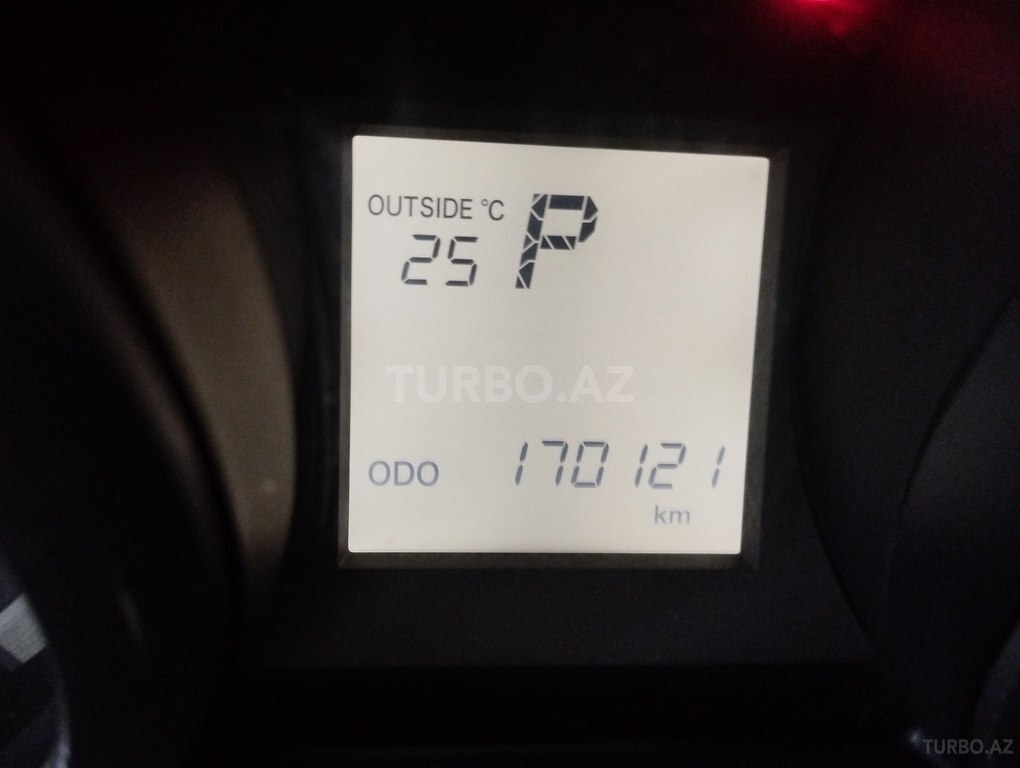 OUTSIDE °C P
25
TURBO.AZ
ODO 170121
km
TURBO.AZ